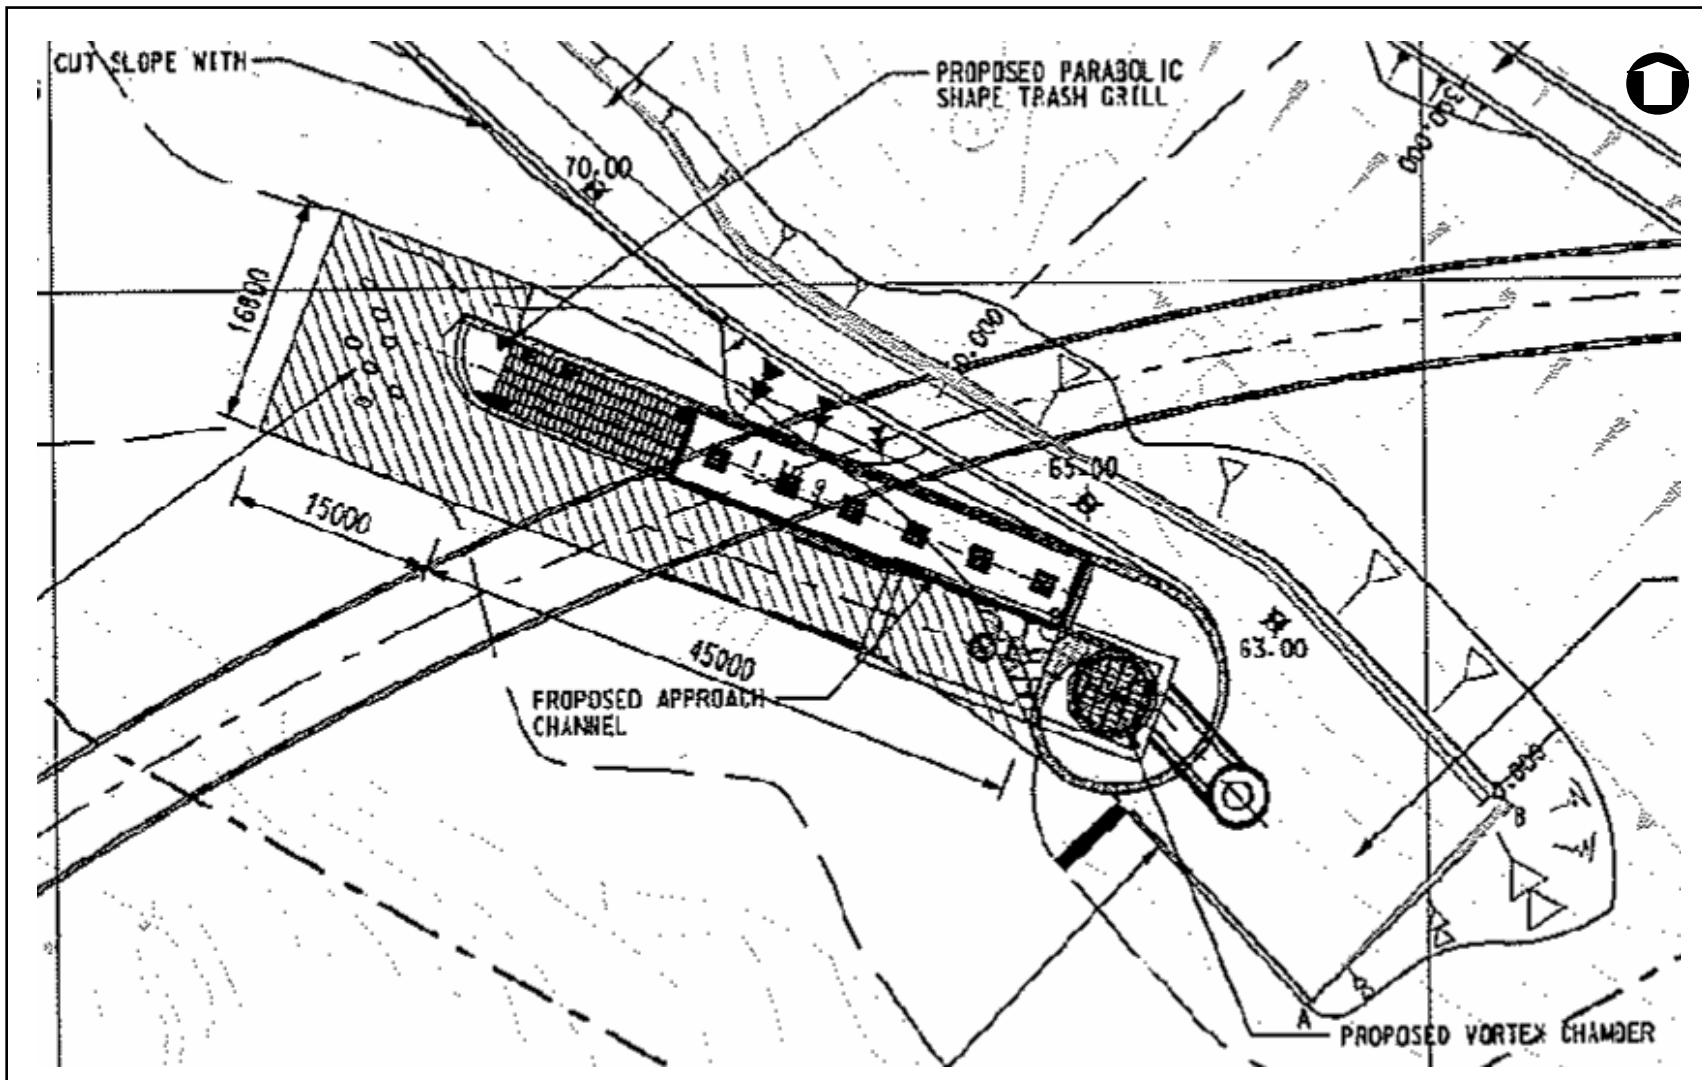 CUT SLOPE WITH
PROPOSED PARABOLIC
SHAPE TRASH GRILL
70.00
16800
15000
65.00
63.00
45000
PROPOSED APPROACH
CHANNEL
B
A
PROPOSED VORTEX CHAMBER